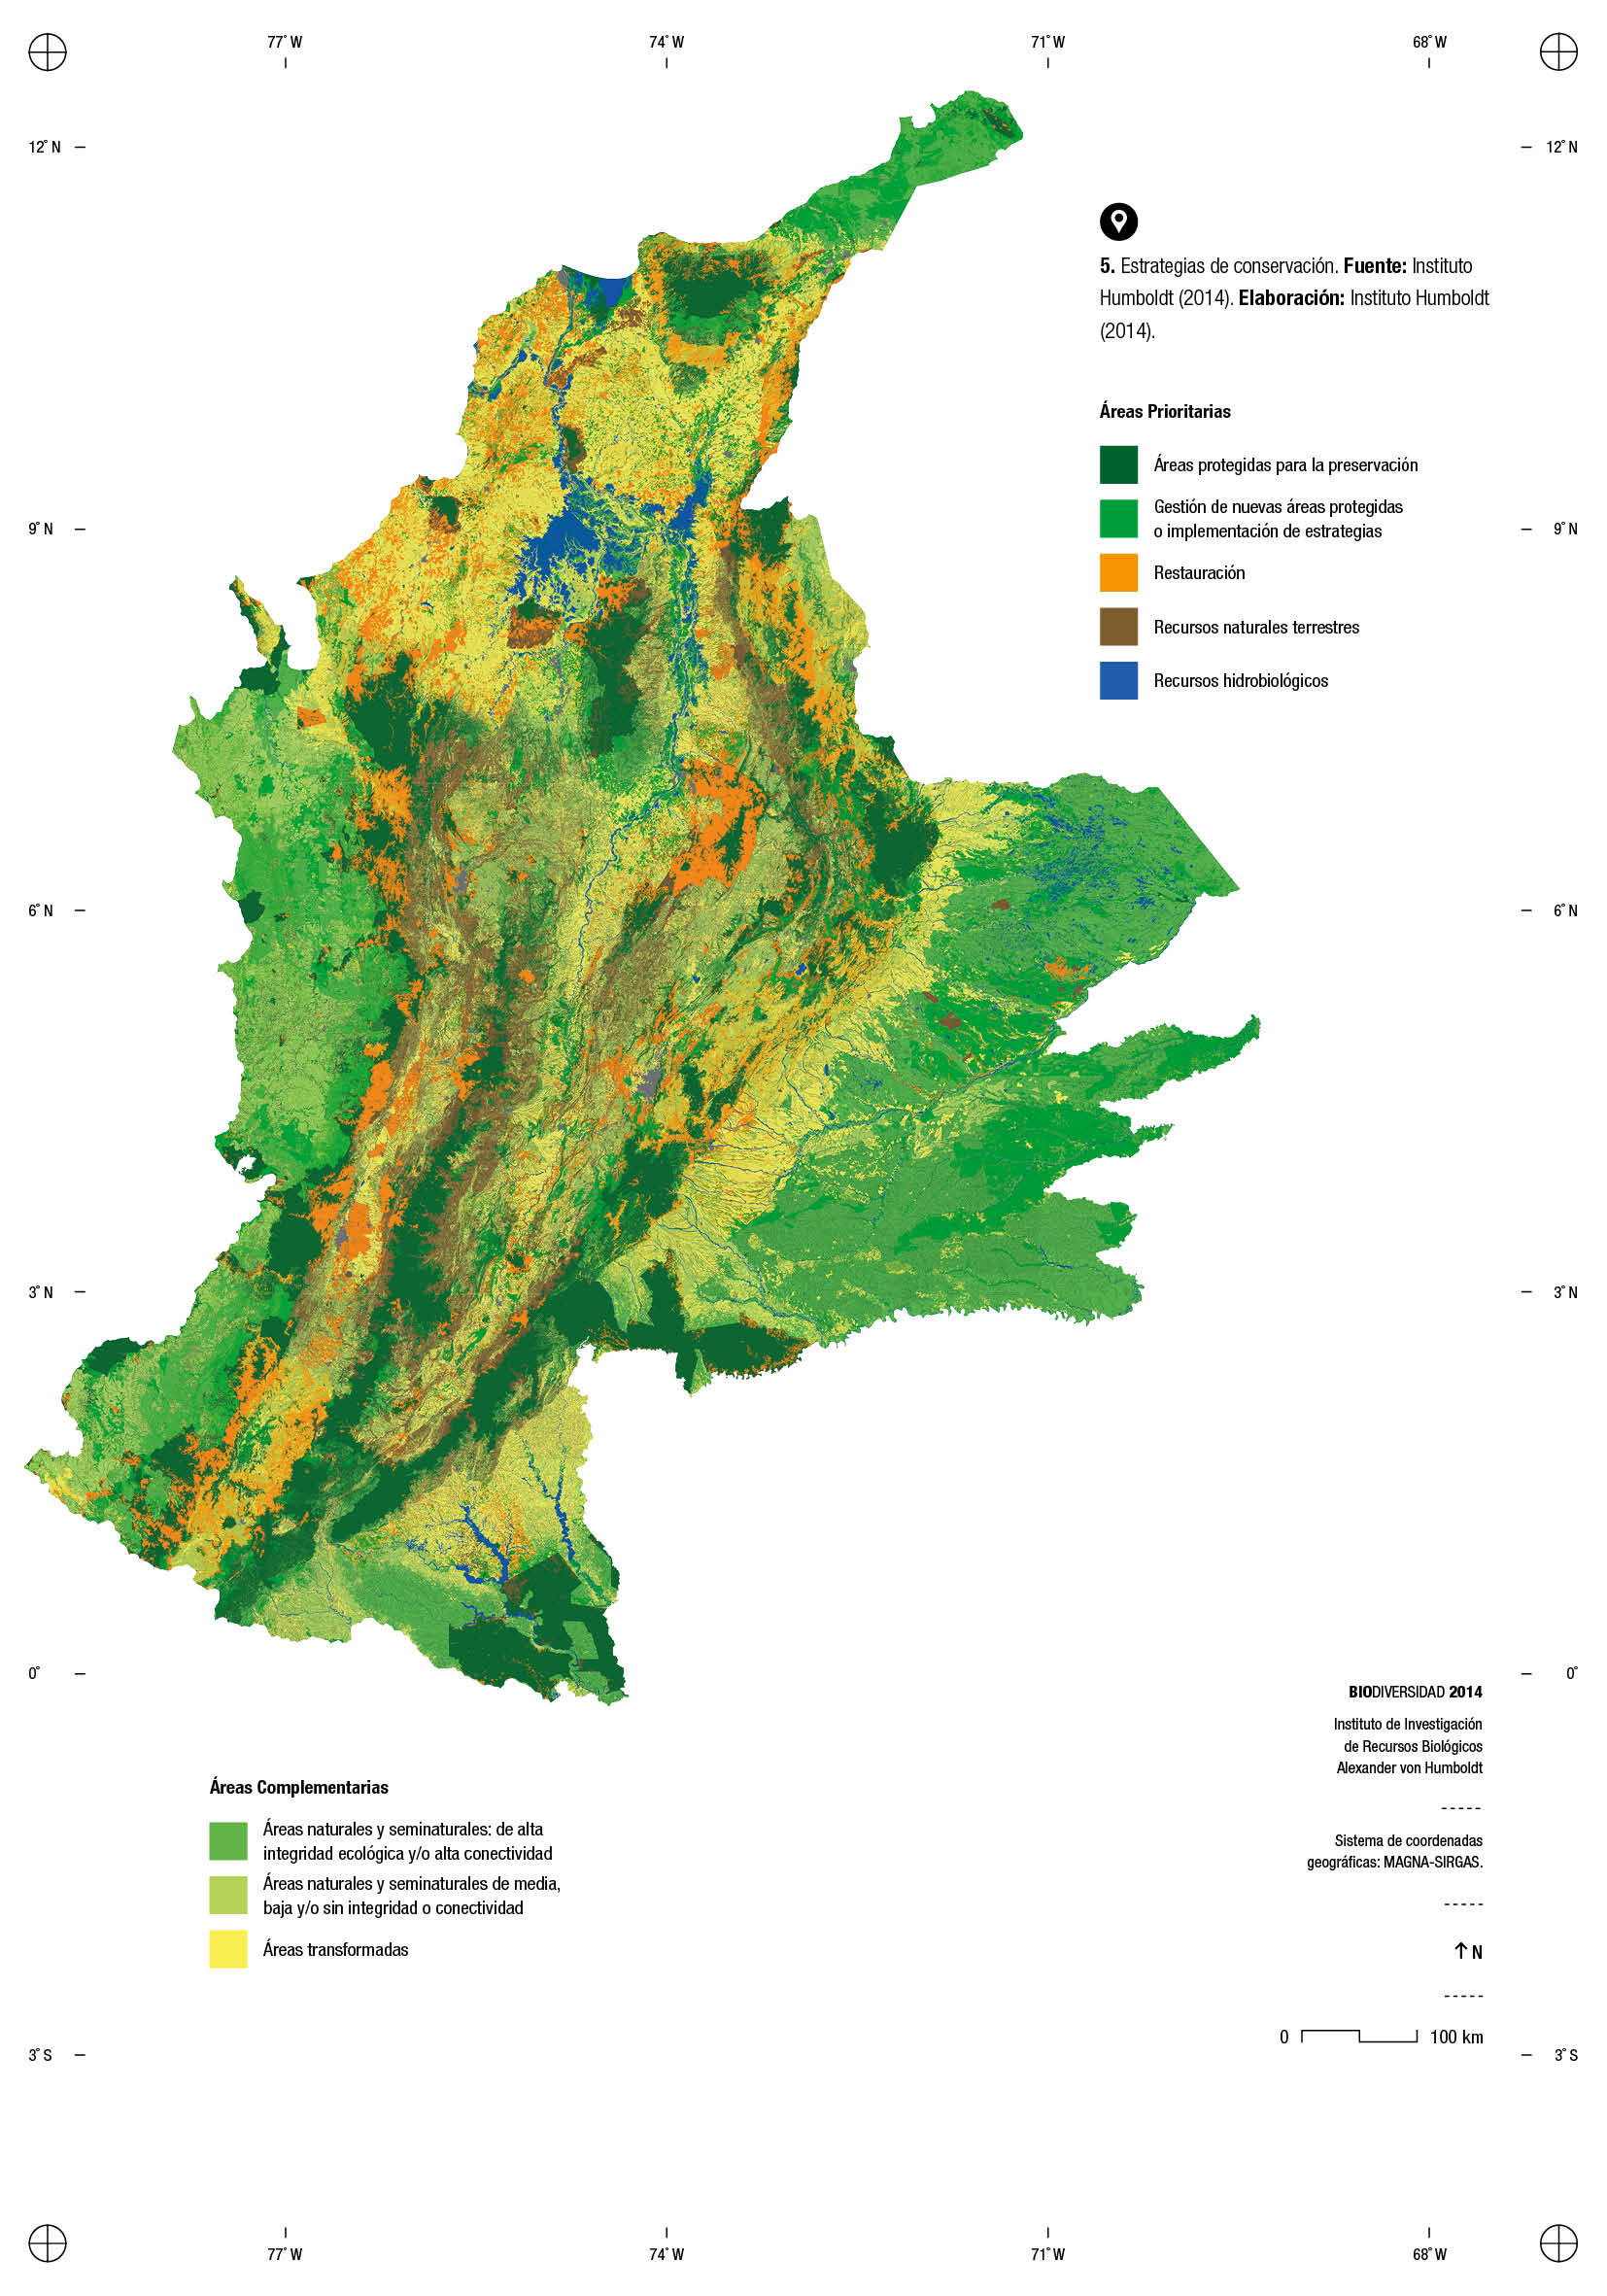 77° W
74° W
71° W
68° W
12° N
12° N
5. Estrategias de conservación. Fuente: Instituto
Humboldt (2014). Elaboración: Instituto Humboldt
(2014).
Áreas Prioritarias
Áreas protegidas para la preservación
Gestión de nuevas áreas protegidas
o implementación de estrategias
Restauración
Recursos naturales terrestres
Recursos hidrobiológicos
9° N
9° N
6° N
6° N
3° N
3° N
0°
0°
BIODIVERSIDAD 2014
Instituto de Investigación
de Recursos Biológicos
Alexander von Humboldt
-----
Sistema de coordenadas
geográficas: MAGNA-SIRGAS.
-----
↑ N
-----
0 100 km
Áreas Complementarias
Áreas naturales y seminaturales: de alta
integridad ecológica y/o alta conectividad
Áreas naturales y seminaturales de media,
baja y/o sin integridad o conectividad
Áreas transformadas
3° S
3° S
77° W
74° W
71° W
68° W